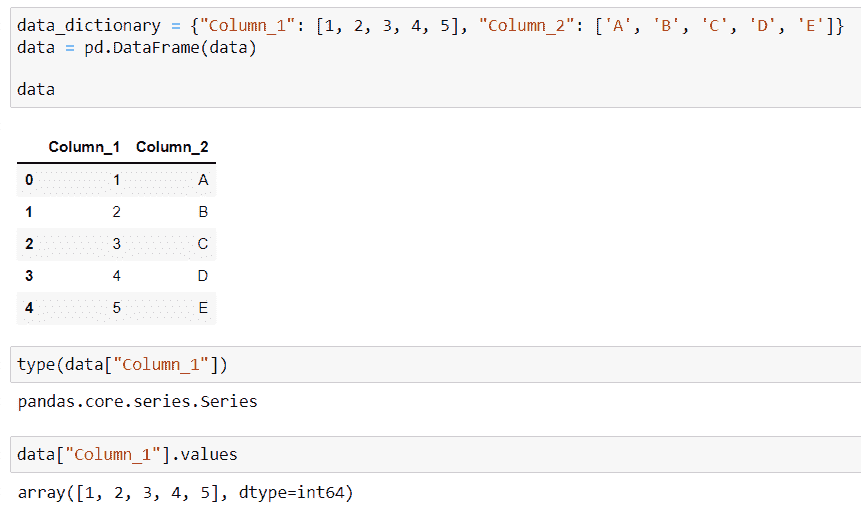 data_dictionary = {"Column_1": [1, 2, 3, 4, 5], "Column_2": ['A', 'B', 'C', 'D', 'E']}
data = pd.DataFrame(data)
data
Column_1 Column_2
0 1 A
1 2 B
2 3 C
3 4 D
4 5 E
type(data["Column_1"])
pandas.core.series.Series
data["Column_1"].values
array([1, 2, 3, 4, 5], dtype=int64)